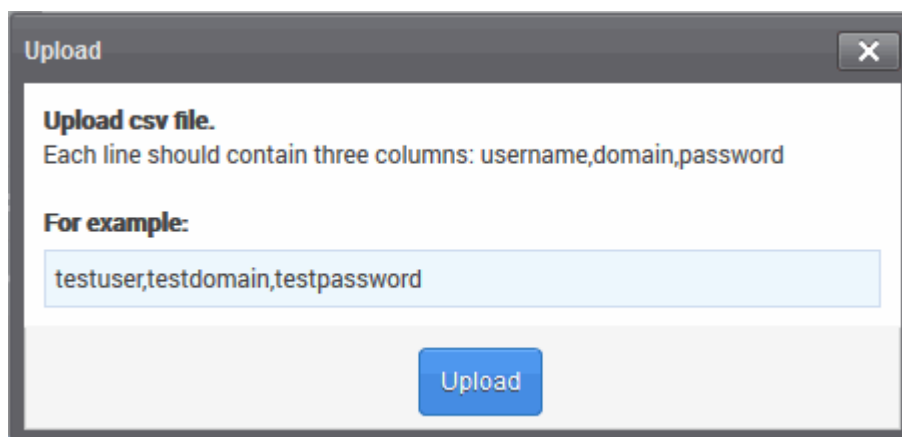 Upload
Upload csv file.
Each line should contain three columns: username,domain,password
For example:
testuser,testdomain,testpassword
Upload